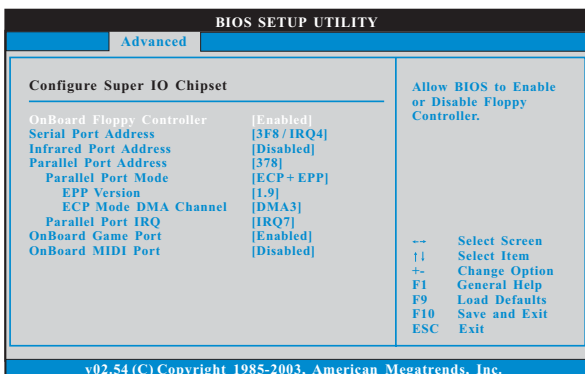 BIOS SETUP UTILITY
Advanced
Configure Super IO Chipset
OnBoard Floppy Controller [Enabled]
Serial Port Address [3F8 / IRQ4]
Infrared Port Address [Disabled]
Parallel Port Address [378]
Parallel Port Mode [ECP + EPP]
EPP Version [1.9]
ECP Mode DMA Channel [DMA3]
Parallel Port IRQ [IRQ7]
OnBoard Game Port [Enabled]
OnBoard MIDI Port [Disabled]
Allow BIOS to Enable
or Disable Floppy
Controller.
↔ Select Screen
↑↓ Select Item
+- Change Option
F1 General Help
F9 Load Defaults
F10 Save and Exit
ESC Exit
v02.54 (C) Copyright 1985-2003, American Megatrends, Inc.